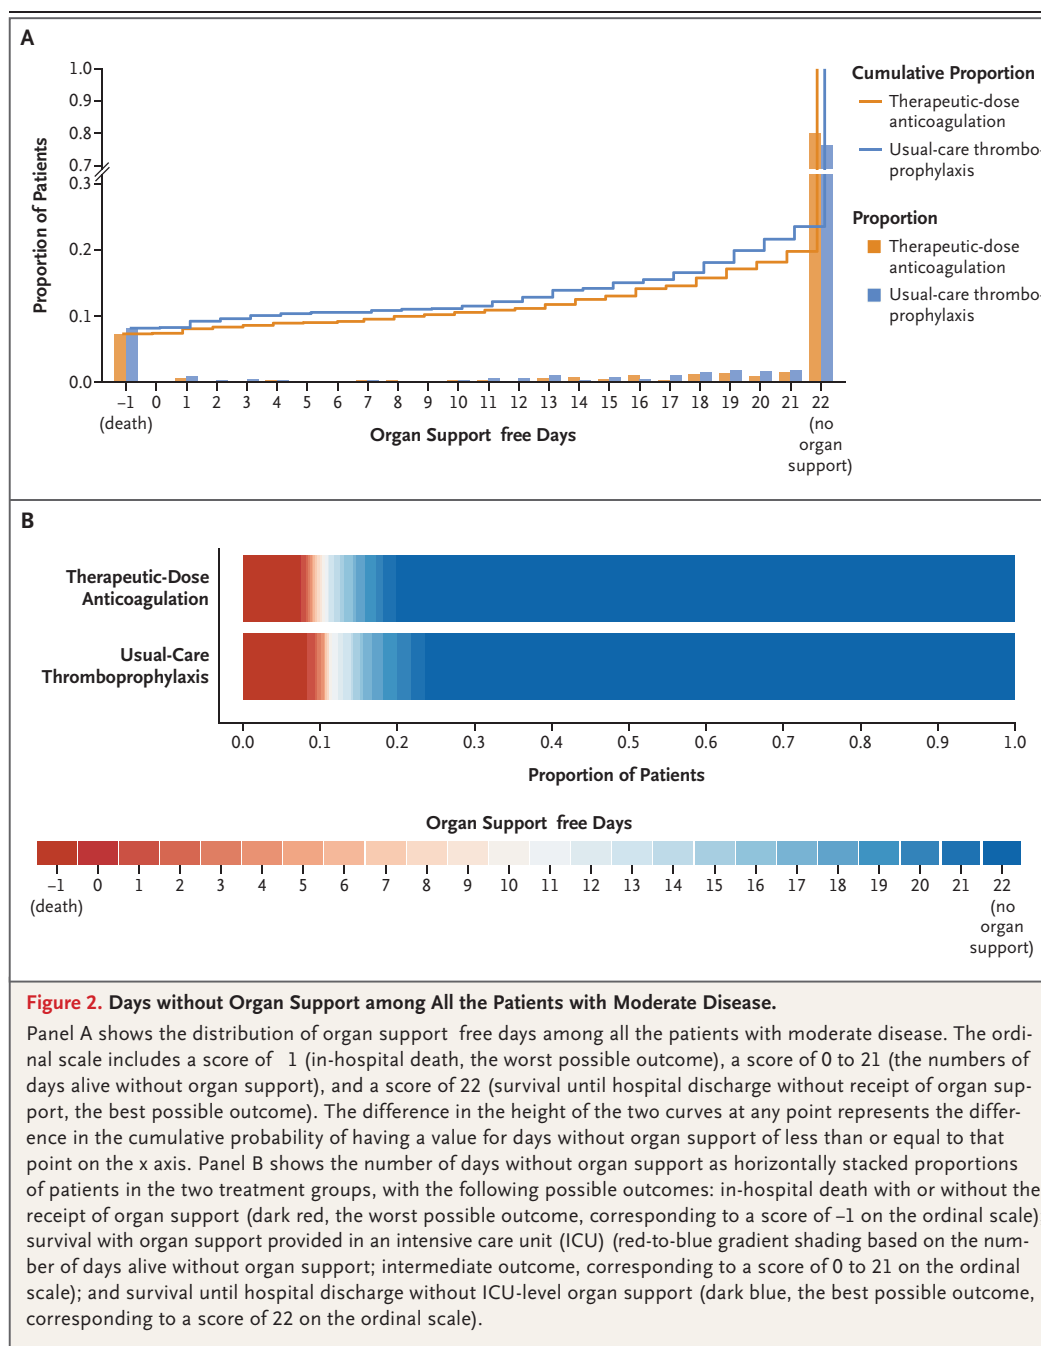 A
1.0
0.9
0.8
0.7
0.3
0.2
0.1
0.0
Proportion of Patients
–1 0 1 2 3 4 5 6 7 8 9 10 11 12 13 14 15 16 17 18 19 20 21 22
(death)
(no
organ
support)
Organ Support free Days
Cumulative Proportion
Therapeutic-dose
anticoagulation
Usual-care thrombo-
prophylaxis
Proportion
Therapeutic-dose
anticoagulation
Usual-care thrombo-
prophylaxis
B
Therapeutic-Dose
Anticoagulation
Usual-Care
Thromboprophylaxis
0.0 0.1 0.2 0.3 0.4 0.5 0.6 0.7 0.8 0.9 1.0
Proportion of Patients
Organ Support free Days
–1 0 1 2 3 4 5 6 7 8 9 10 11 12 13 14 15 16 17 18 19 20 21 22
(death)
(no
organ
support)
Figure 2. Days without Organ Support among All the Patients with Moderate Disease.
Panel A shows the distribution of organ support free days among all the patients with moderate disease. The ordi-
nal scale includes a score of 1 (in-hospital death, the worst possible outcome), a score of 0 to 21 (the numbers of
days alive without organ support), and a score of 22 (survival until hospital discharge without receipt of organ sup-
port, the best possible outcome). The difference in the height of the two curves at any point represents the differ-
ence in the cumulative probability of having a value for days without organ support of less than or equal to that
point on the x axis. Panel B shows the number of days without organ support as horizontally stacked proportions
of patients in the two treatment groups, with the following possible outcomes: in-hospital death with or without the
receipt of organ support (dark red, the worst possible outcome, corresponding to a score of –1 on the ordinal scale)
survival with organ support provided in an intensive care unit (ICU) (red-to-blue gradient shading based on the num-
ber of days alive without organ support; intermediate outcome, corresponding to a score of 0 to 21 on the ordinal
scale); and survival until hospital discharge without ICU-level organ support (dark blue, the best possible outcome,
corresponding to a score of 22 on the ordinal scale).